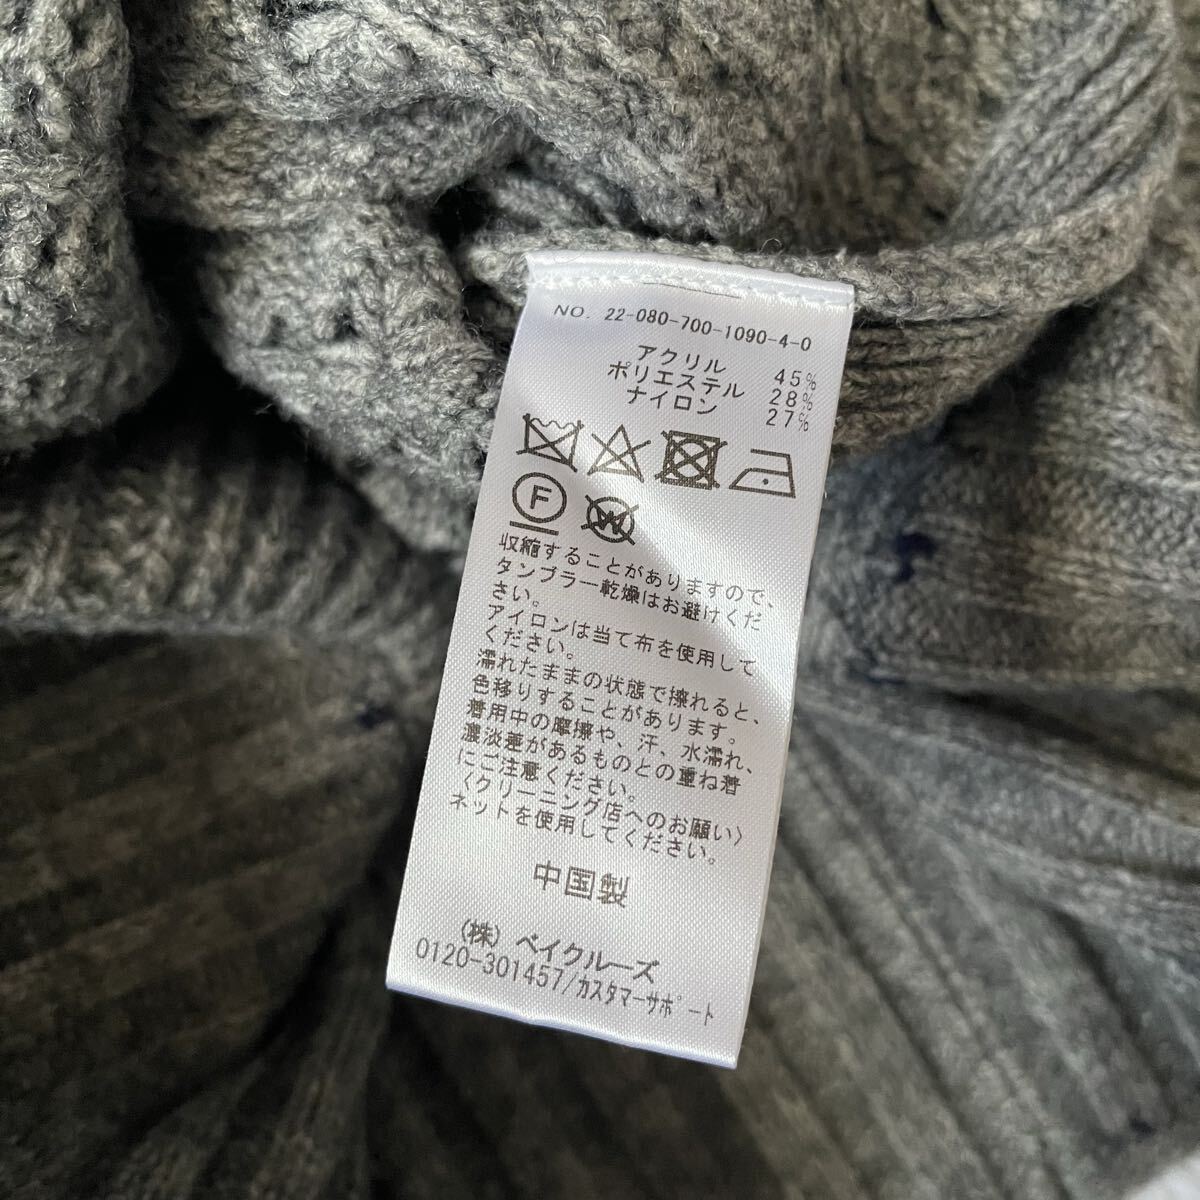 NO. 22-080-700-1090-4-0
アクリル 45%
ポリエステル 28%
ナイロン 27%
F
W
収縮することがありますので、
タンブラー乾燥はお避けくだ
さい。
アイロンは当て布を使用して
ください。
濡れたままの状態で擦れると、
色移りすることがあります。
着用中の摩擦や、汗、水濡れ、
濃淡差があるものとの重ね着
にご注意ください。
〈クリーニング店へのお願い〉
ネットを使用してください。
中国製
(株) ベイクルーズ
0120-301457/カスタマーサポート